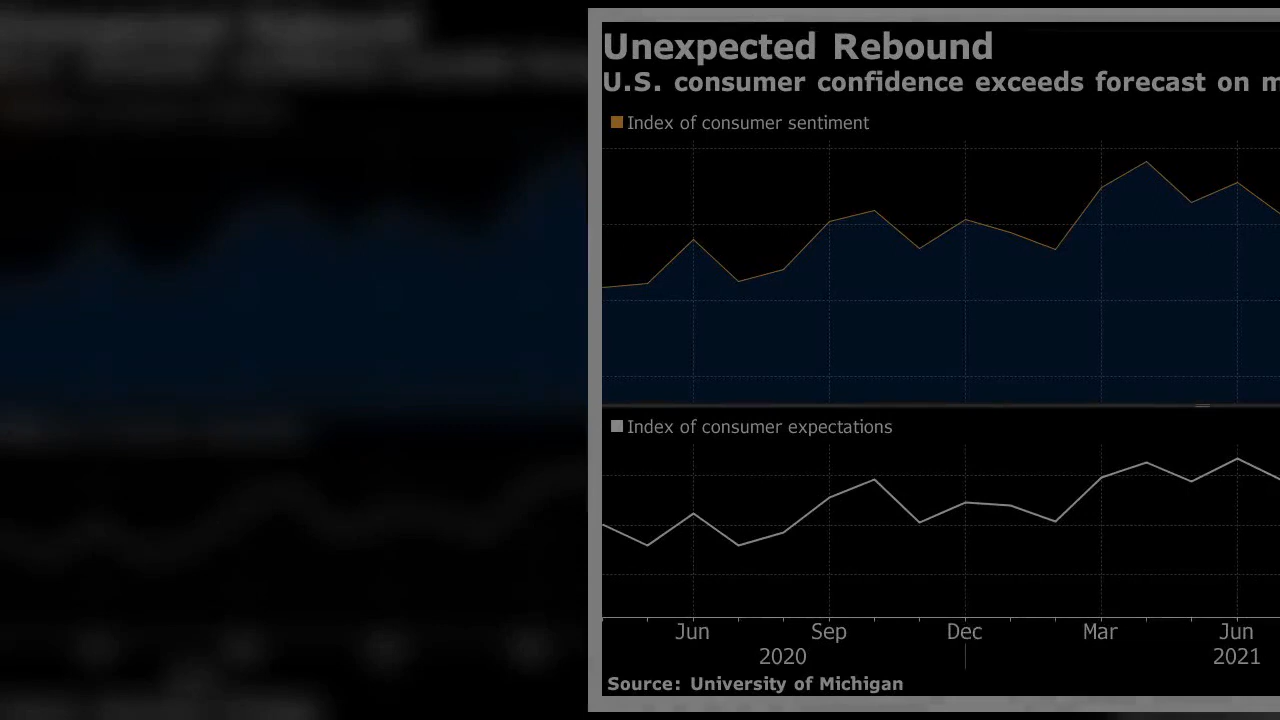 Unexpected Rebound
U.S. consumer confidence exceeds forecast on
Index of consumer sentiment
Index of consumer expectations
Jun Sep Dec Mar Jun
2020 2021
Source: University of Michigan